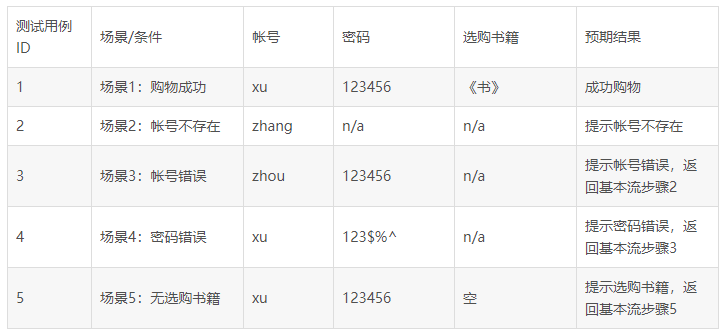 测试用例ID 场景/条件 帐号 密码 选购书籍 预期结果
1 场景1：购物成功 xu 123456 《书》 成功购物
2 场景2：帐号不存在 zhang n/a n/a 提示帐号不存在
3 场景3：帐号错误 zhou 123456 n/a 提示帐号错误，返回基本流步骤2
4 场景4：密码错误 xu 123$%^ n/a 提示密码错误，返回基本流步骤3
5 场景5：无选购书籍 xu 123456 空 提示选购书籍，返回基本流步骤5